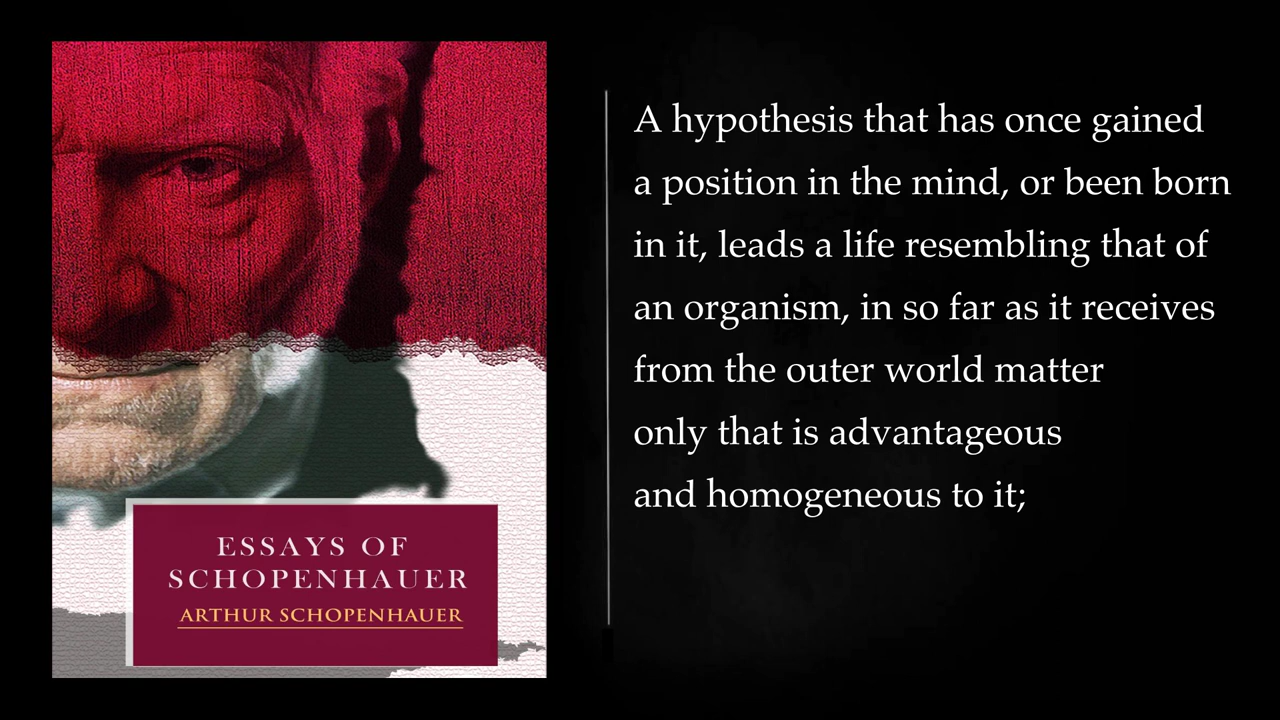 ESSAYS OF
SCHOPENHAUER
ARTHUR SCHOPENHAUER
A hypothesis that has once gained
a position in the mind, or been born
in it, leads a life resembling that of
an organism, in so far as it receives
from the outer world matter
only that is advantageous
and homogeneous to it;